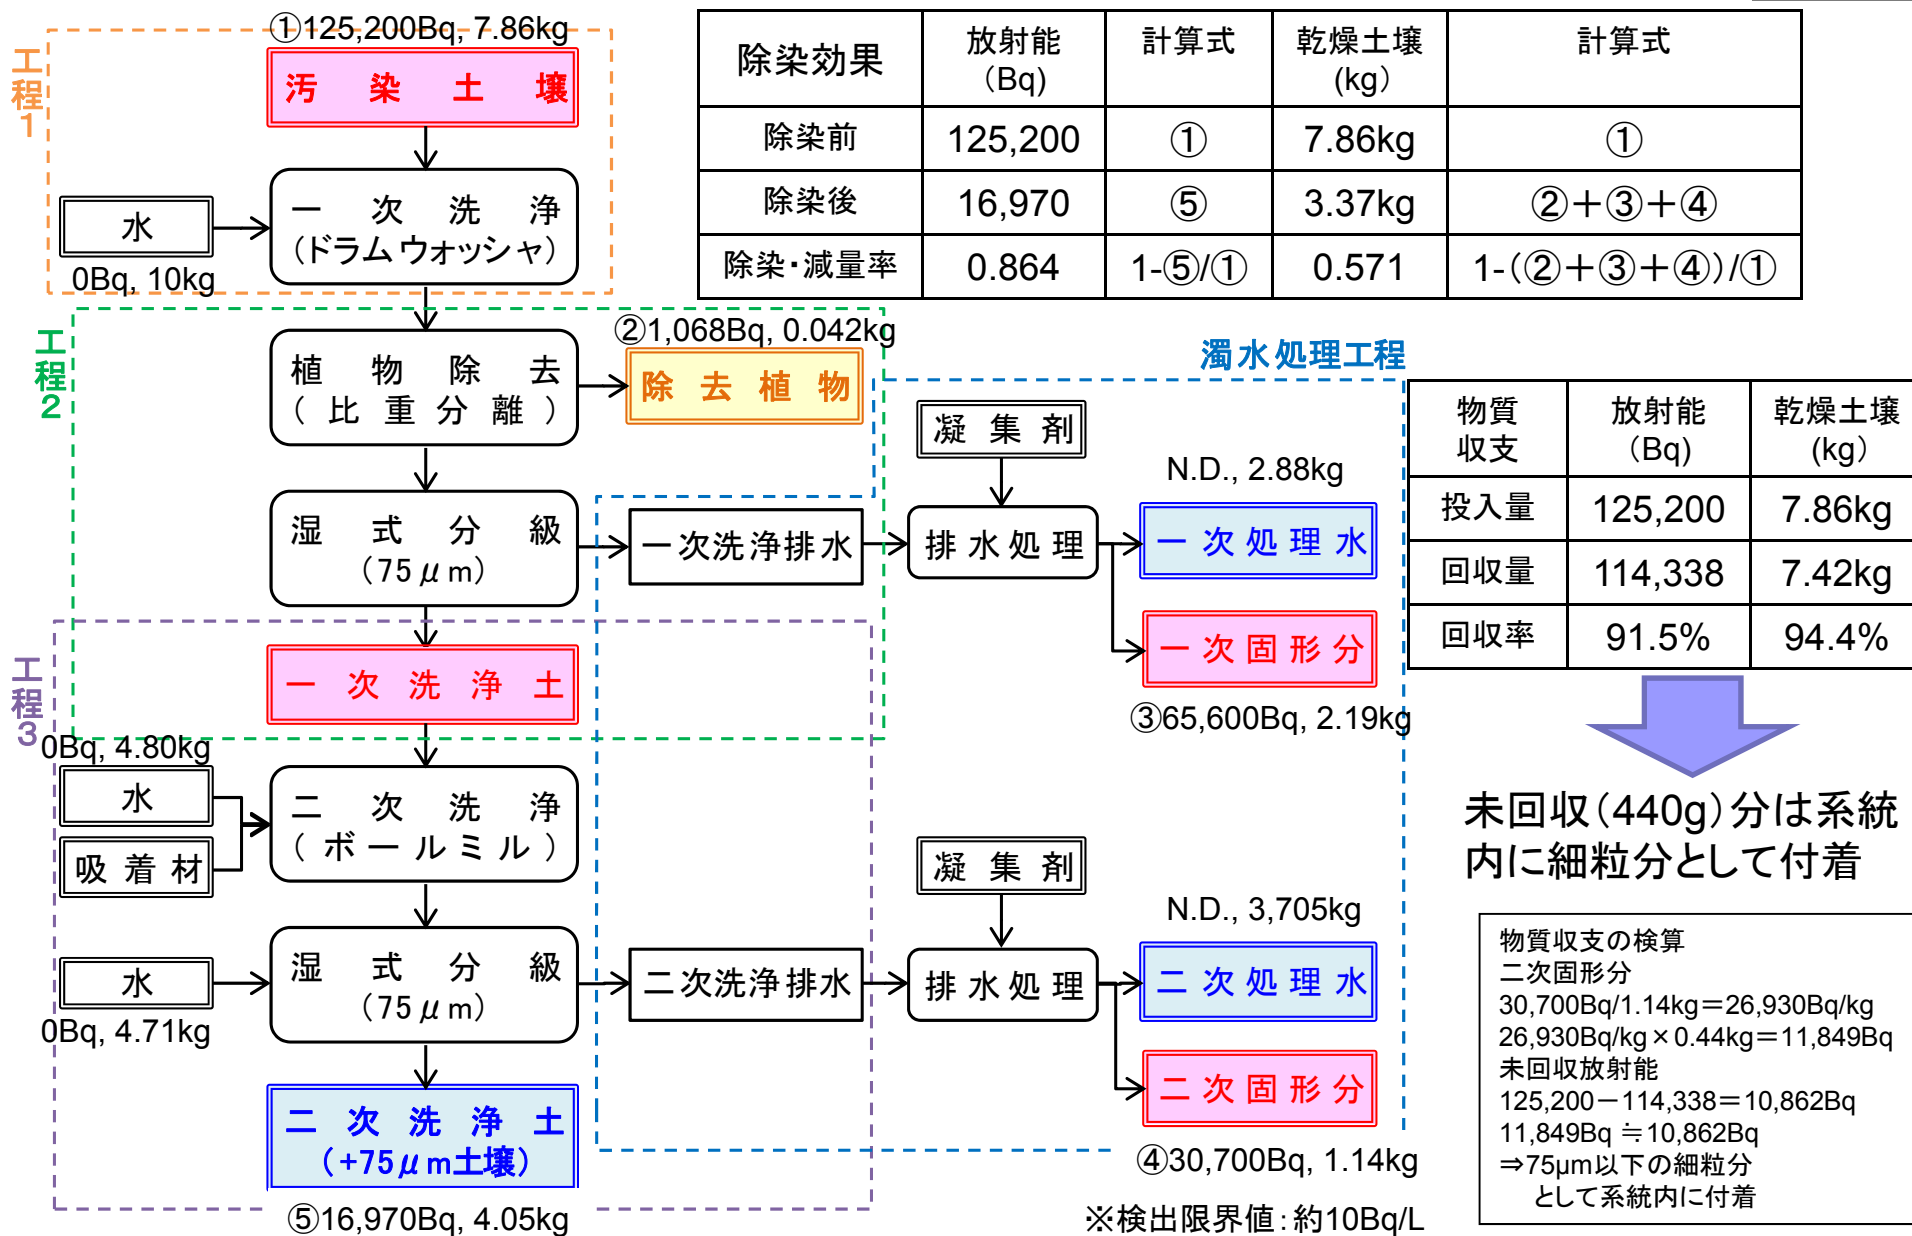 工程1
①125,200Bq, 7.86kg
汚染土壌
水
0Bq, 10kg
一次洗浄
(ドラムウォッシャ)
除染効果
放射能
(Bq)
計算式
乾燥土壌
(kg)
計算式
除染前
125,200
①
7.86kg
①
除染後
16,970
⑤
3.37kg
②+③+④
除染・減量率
0.864
1-⑤/①
0.571
1-(②+③+④)/①
工程2
植物除去
(比重分離)
②1,068Bq, 0.042kg
除去植物
湿式分級
(75μm)
一次洗浄排水
濁水処理工程
凝集剤
排水処理
N.D., 2.88kg
一次処理水
一次固形分
③65,600Bq, 2.19kg
物質
収支
放射能
(Bq)
乾燥土壌
(kg)
投入量
125,200
7.86kg
回収量
114,338
7.42kg
回収率
91.5%
94.4%
未回収(440g)分は系統
内に細粒分として付着
工程3
一次洗浄土
0Bq, 4.80kg
水
吸着材
二次洗浄
(ボールミル)
水
0Bq, 4.71kg
湿式分級
(75μm)
二次洗浄排水
凝集剤
排水処理
N.D., 3,705kg
二次処理水
二次固形分
④30,700Bq, 1.14kg
二次洗浄土
(+75μm土壌)
⑤16,970Bq, 4.05kg
※検出限界値:約10Bq/L
物質収支の検算
二次固形分
30,700Bq/1.14kg=26,930Bq/kg
26,930Bq/kg×0.44kg=11,849Bq
未回収放射能
125,200-114,338=10,862Bq
11,849Bq ≒10,862Bq
⇒75μm以下の細粒分
として系統内に付着